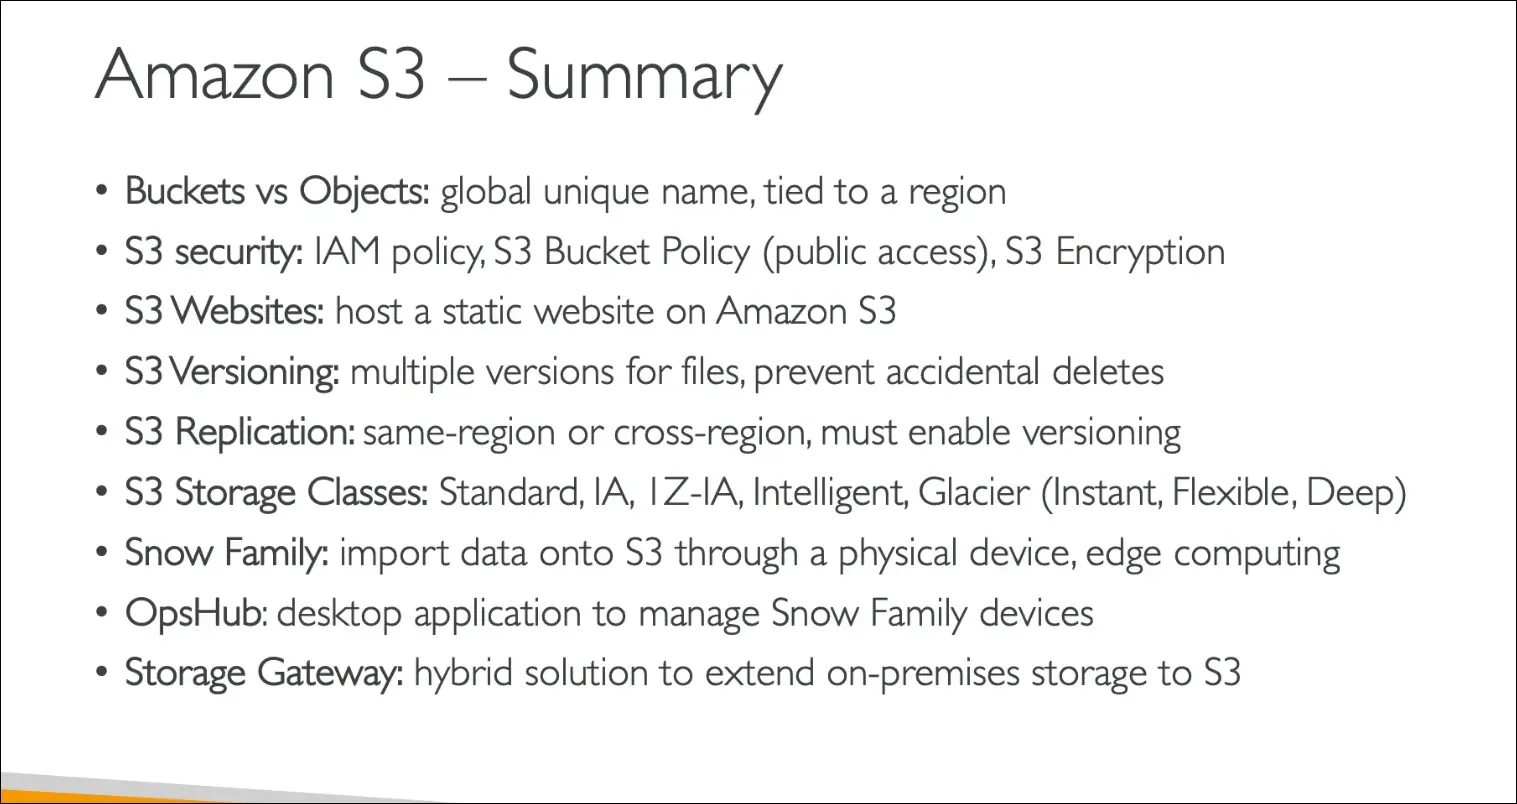 Amazon S3 – Summary
• Buckets vs Objects: global unique name, tied to a region
• S3 security: IAM policy, S3 Bucket Policy (public access), S3 Encryption
• S3 Websites: host a static website on Amazon S3
• S3 Versioning: multiple versions for files, prevent accidental deletes
• S3 Replication: same-region or cross-region, must enable versioning
• S3 Storage Classes: Standard, IA, 1Z-IA, Intelligent, Glacier (Instant, Flexible, Deep)
• Snow Family: import data onto S3 through a physical device, edge computing
• OpsHub: desktop application to manage Snow Family devices
• Storage Gateway: hybrid solution to extend on-premises storage to S3